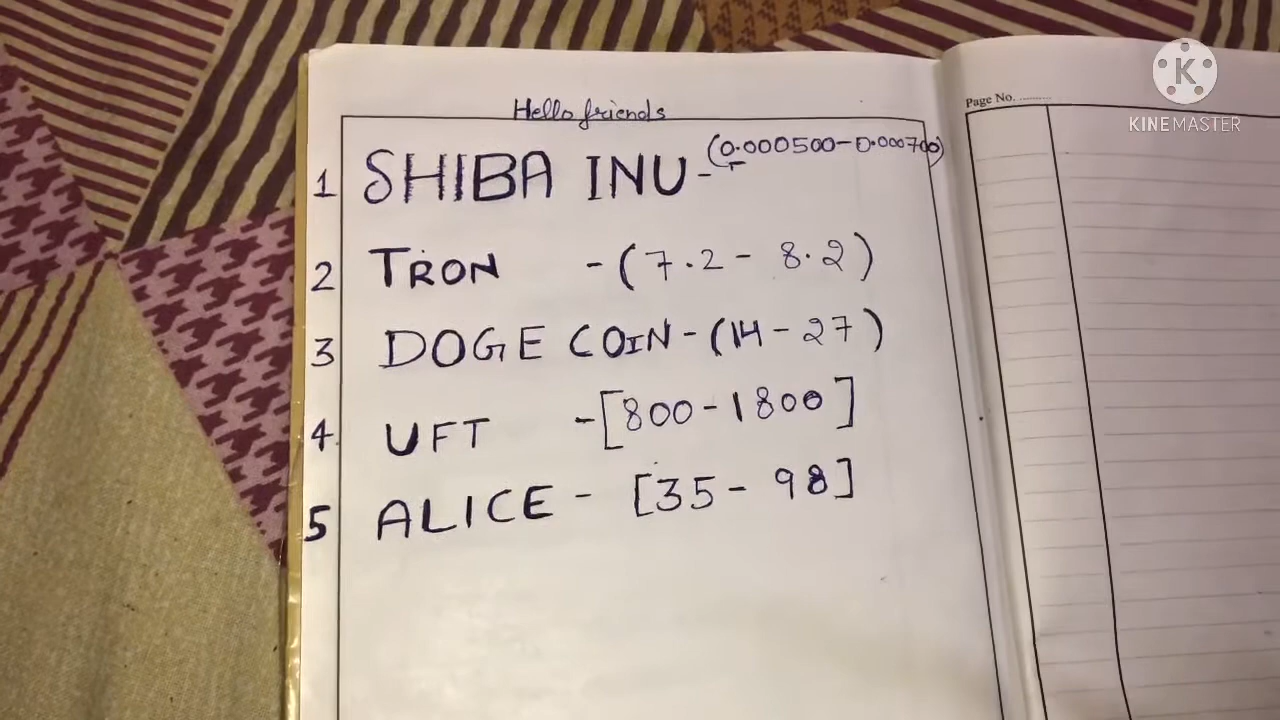 Hello friends
1 SHIBA INU - (0.000500-0.000700)
2 TRON - (7.2 - 8.2)
3 DOGE COIN - (14 - 27)
4. UFT - [800 - 1800]
5 ALICE - [35 - 98]
Page No. ..........
K
KINEMASTER